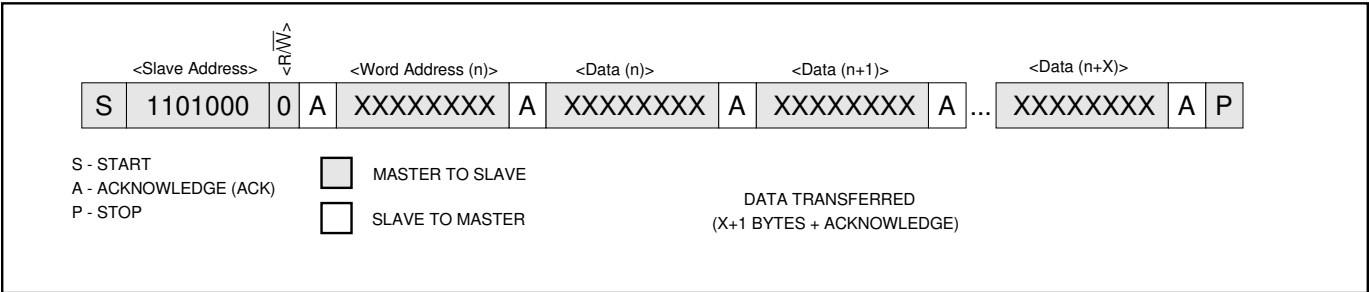 <R/W̅>
<Slave Address> <Word Address (n)> <Data (n)> <Data (n+1)> <Data (n+X)>
S 1101000 0 A XXXXXXXX A XXXXXXXX A XXXXXXXX A ... XXXXXXXX A P
S - START
A - ACKNOWLEDGE (ACK)
P - STOP
MASTER TO SLAVE
SLAVE TO MASTER
DATA TRANSFERRED
(X+1 BYTES + ACKNOWLEDGE)